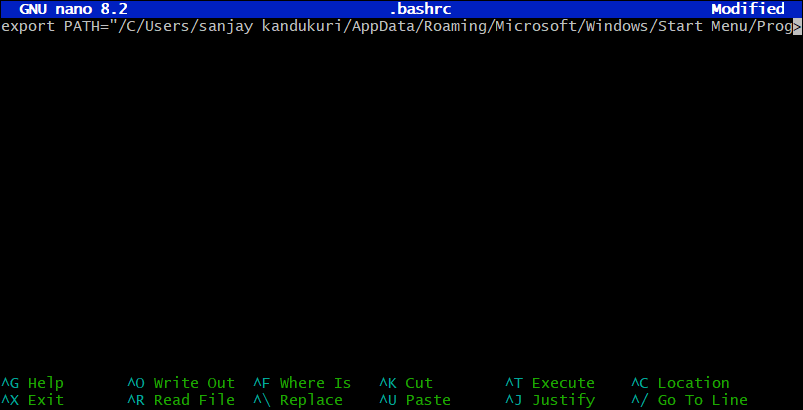 GNU nano 8.2 .bashrc Modified
export PATH="/C/Users/sanjay kandukuri/AppData/Roaming/Microsoft/Windows/Start Menu/Prog>
^G Help ^O Write Out ^F Where Is ^K Cut ^T Execute ^C Location
^X Exit ^R Read File ^\ Replace ^U Paste ^J Justify ^/ Go To Line